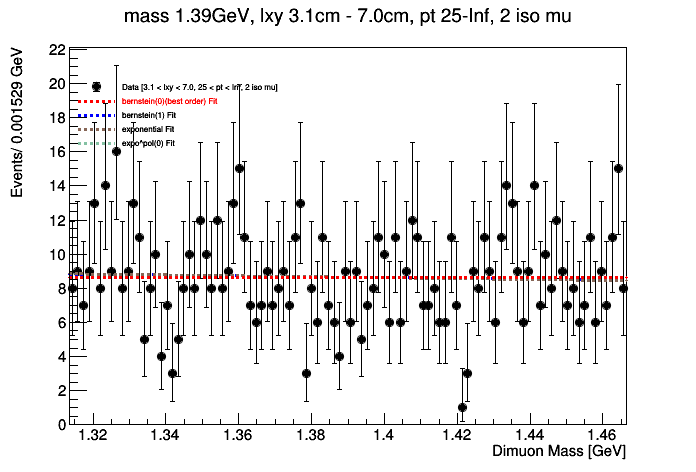 mass 1.39GeV, lxy 3.1cm - 7.0cm, pt 25-Inf, 2 iso mu
Events/ 0.001529 GeV
22
20
18
16
14
12
10
8
6
4
2
0
Data [3.1 < lxy < 7.0, 25 < pt < Inf, 2 iso mu]
bernstein(0)(best order) Fit
bernstein(1) Fit
exponential Fit
expo*pol(0) Fit
1.32 1.34 1.36 1.38 1.4 1.42 1.44 1.46
Dimuon Mass [GeV]